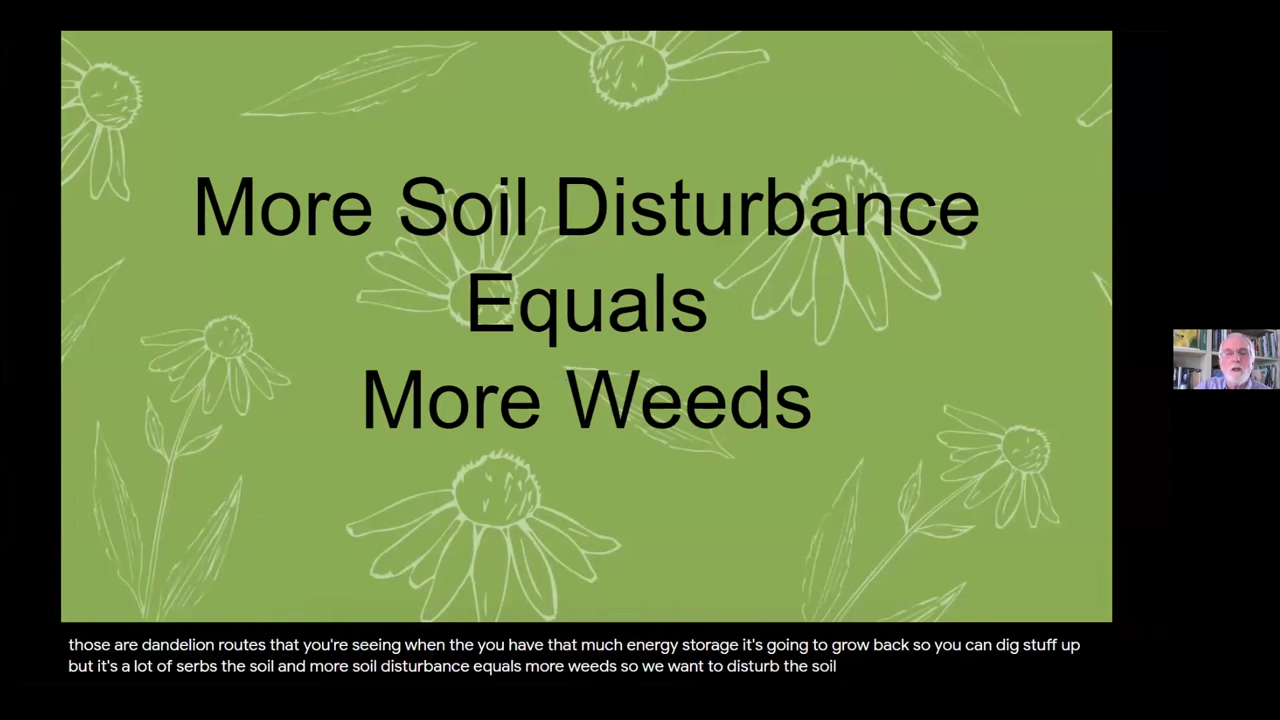 More Soil Disturbance
Equals
More Weeds
those are dandelion routes that you're seeing when the you have that much energy storage it's going to grow back so you can dig stuff up
but it's a lot of serbs the soil and more soil disturbance equals more weeds so we want to disturb the soil